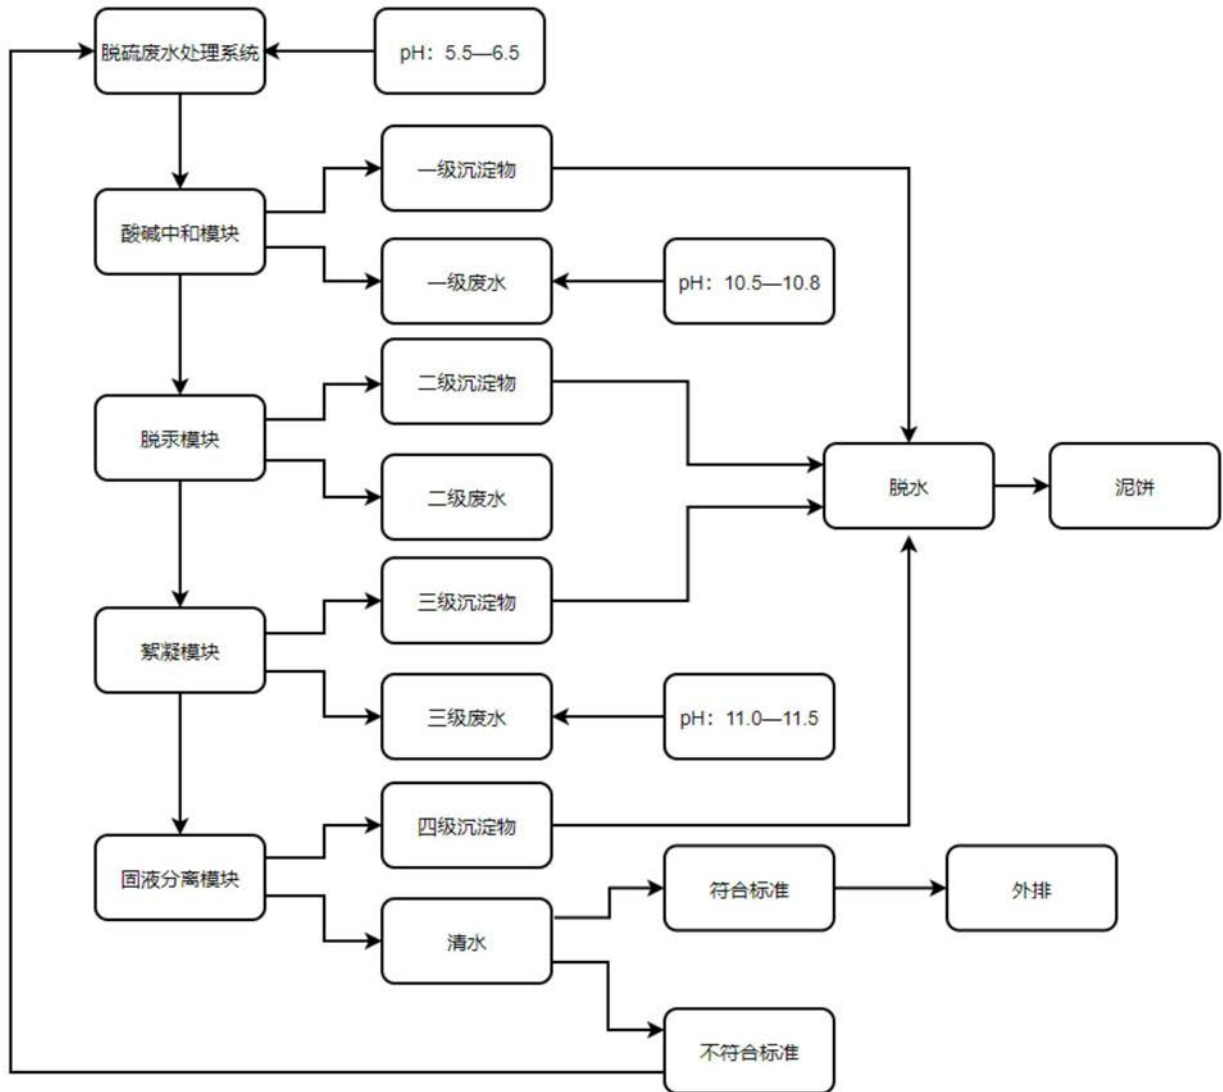 脱硫废水处理系统
pH：5.5—6.5
一级沉淀物
酸碱中和模块
一级废水
pH：10.5—10.8
二级沉淀物
脱汞模块
二级废水
脱水
泥饼
三级沉淀物
絮凝模块
三级废水
pH：11.0—11.5
四级沉淀物
固液分离模块
符合标准
外排
清水
不符合标准